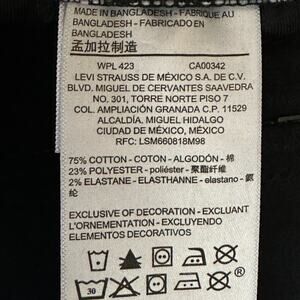 MADE IN BANGLADESH - FABRIQUE AU
BANGLADESH - FABRICADO EN
BANGLADESH
孟加拉制造
WPL 423 CA00342
LEVI STRAUSS DE MÉXICO S.A. DE C.V.
BLVD. MIGUEL DE CERVANTES SAAVEDRA
NO. 301, TORRE NORTE PISO 7
COL. AMPLIACIÓN GRANADA C.P. 11529
ALCALDÍA. MIGUEL HIDALGO
CIUDAD DE MÉXICO, MÉXICO
RFC: LSM660818M98
75% COTTON - COTON - ALGODÓN - 棉
23% POLYESTER - poliéster - 聚酯纤维
2% ELASTANE - ELASTHANNE - elastano - 氨
纶
EXCLUSIVE OF DECORATION - EXCLUANT
L'ORNEMENTATION - EXCLUYENDO
ELEMENTOS DECORATIVOS
30 ®